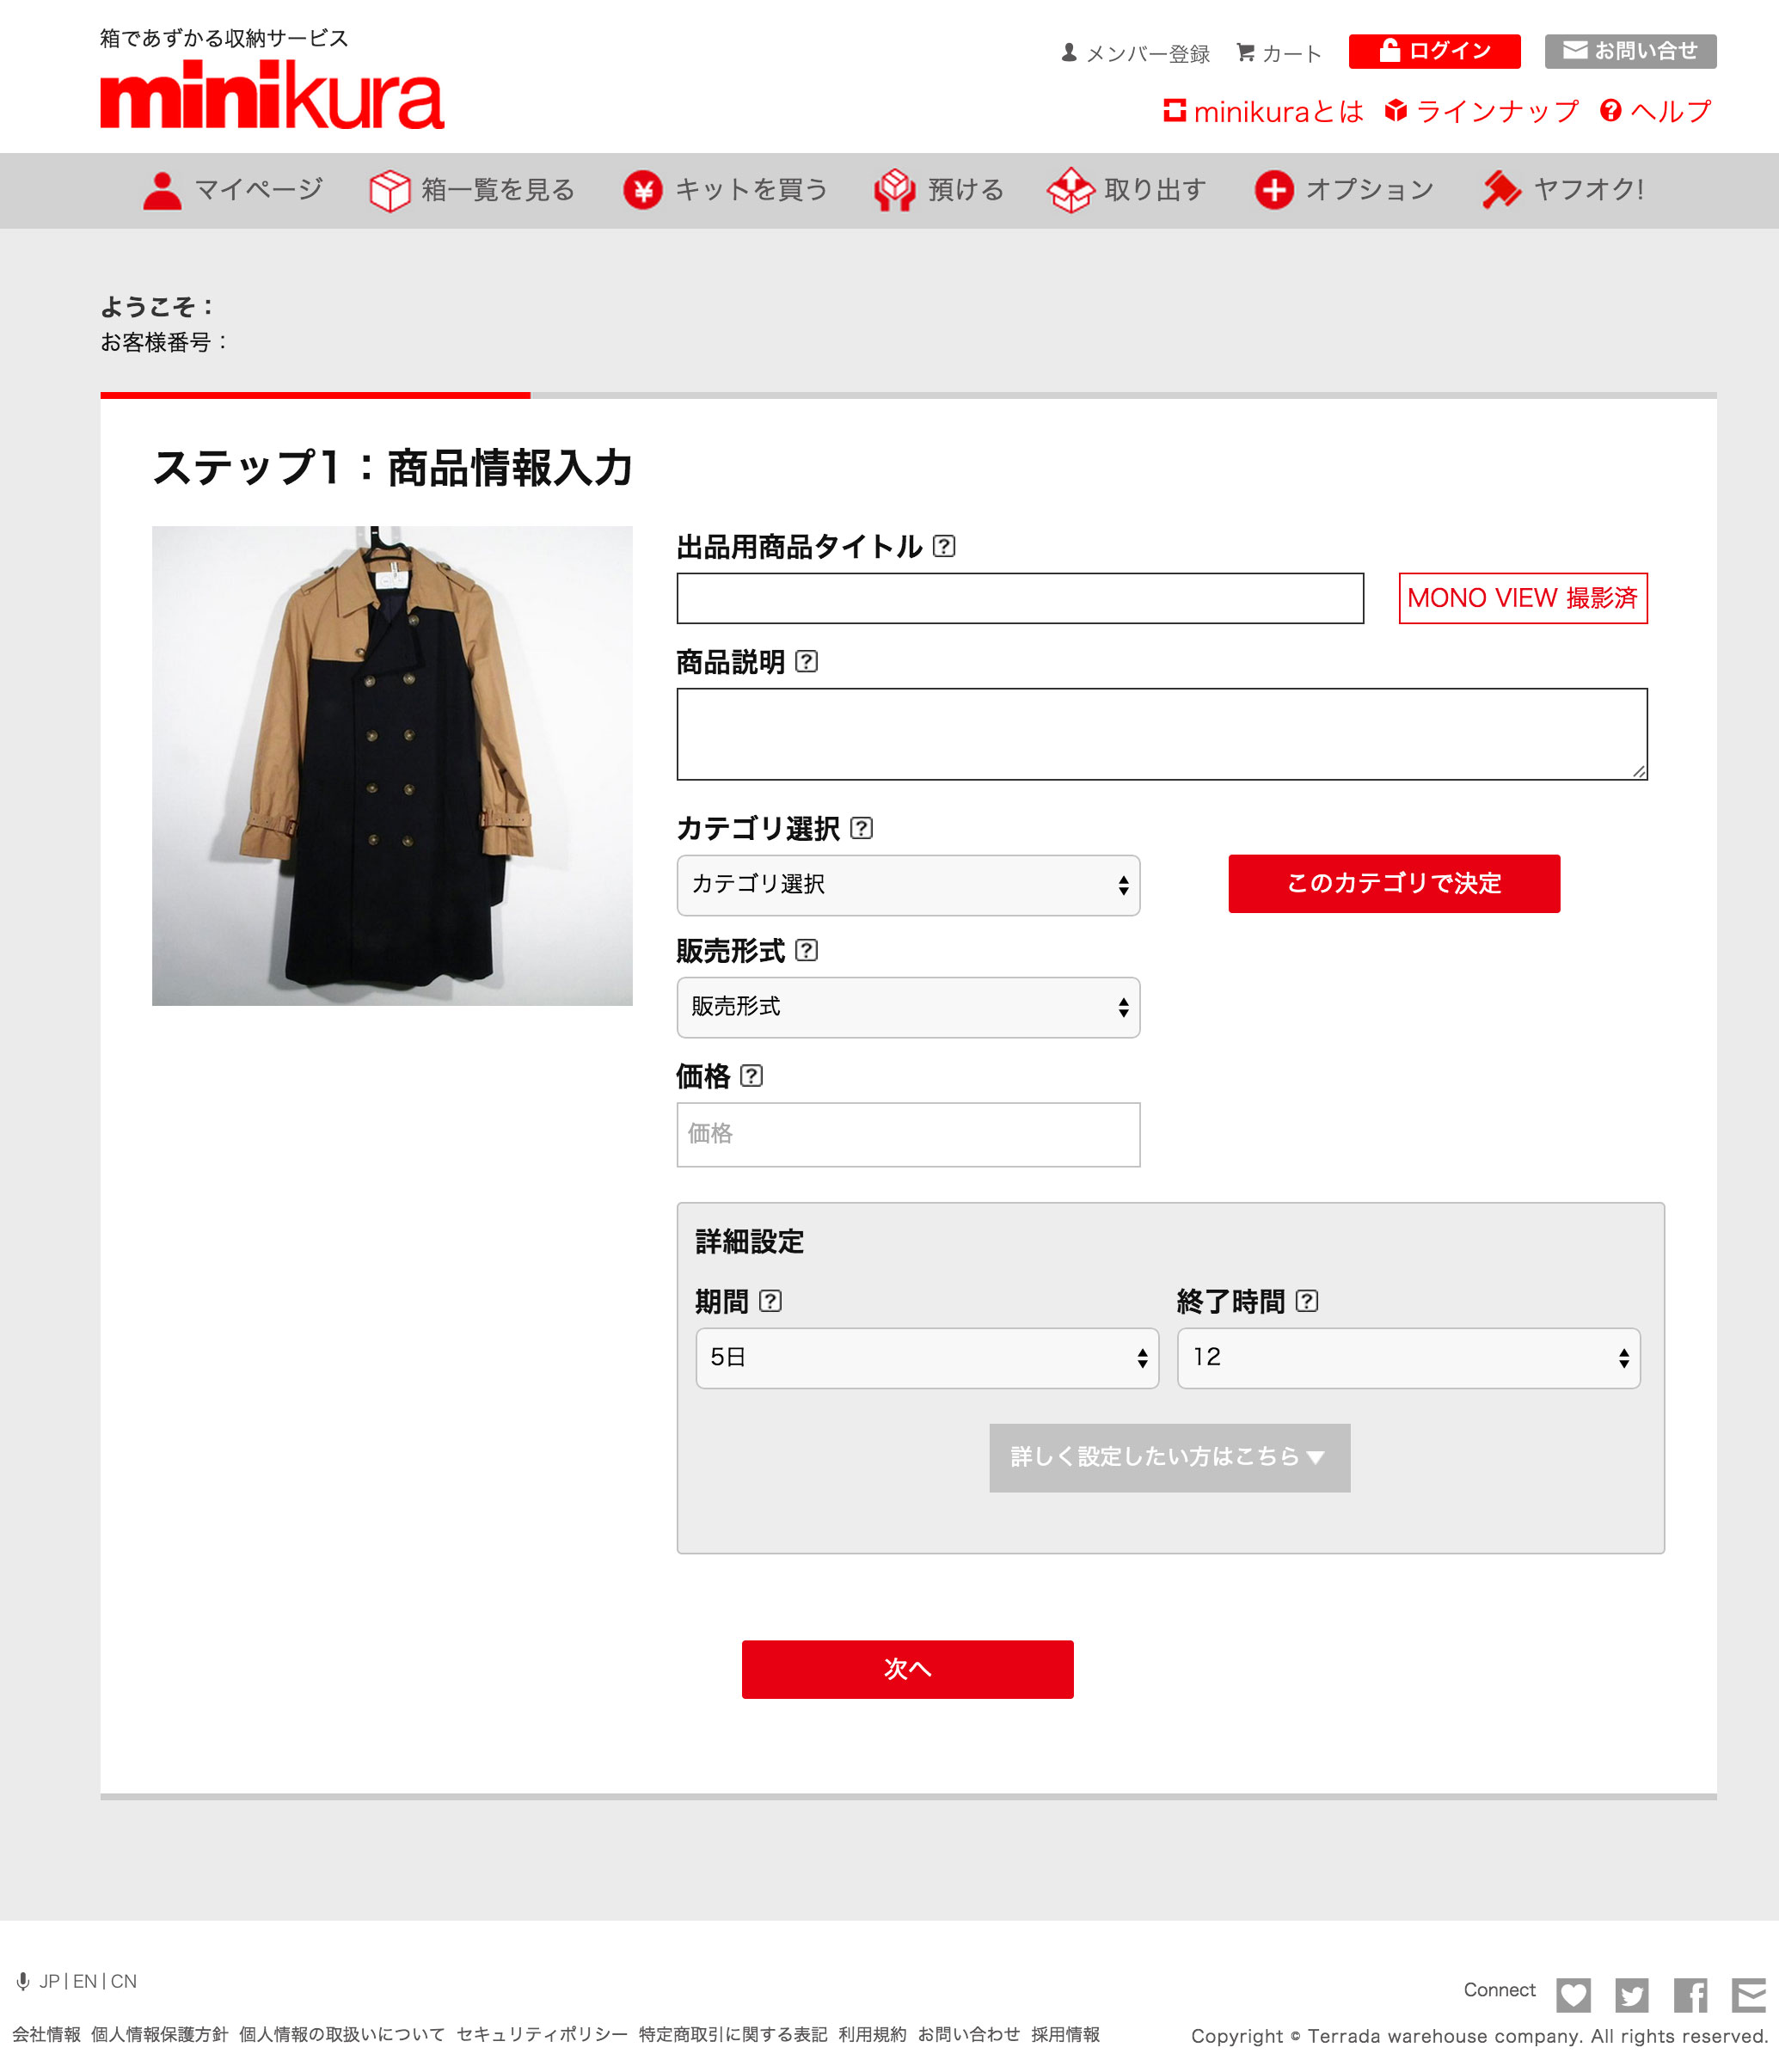 箱であずかる収納サービス
minikura
メンバー登録 カート ログイン お問い合せ
minikuraとは ラインナップ ヘルプ
マイページ 箱一覧を見る キットを買う 預ける 取り出す オプション ヤフオク!
ようこそ：
お客様番号：
ステップ1：商品情報入力
出品用商品タイトル ?
MONO VIEW 撮影済
商品説明 ?
カテゴリ選択 ?
カテゴリ選択
このカテゴリで決定
販売形式 ?
販売形式
価格 ?
価格
詳細設定
期間 ? 終了時間 ?
5日 12
詳しく設定したい方はこちら▼
次へ
JP | EN | CN
Connect
会社情報 個人情報保護方針 個人情報の取扱いについて セキュリティポリシー 特定商取引に関する表記 利用規約 お問い合わせ 採用情報
Copyright © Terrada warehouse company. All rights reserved.